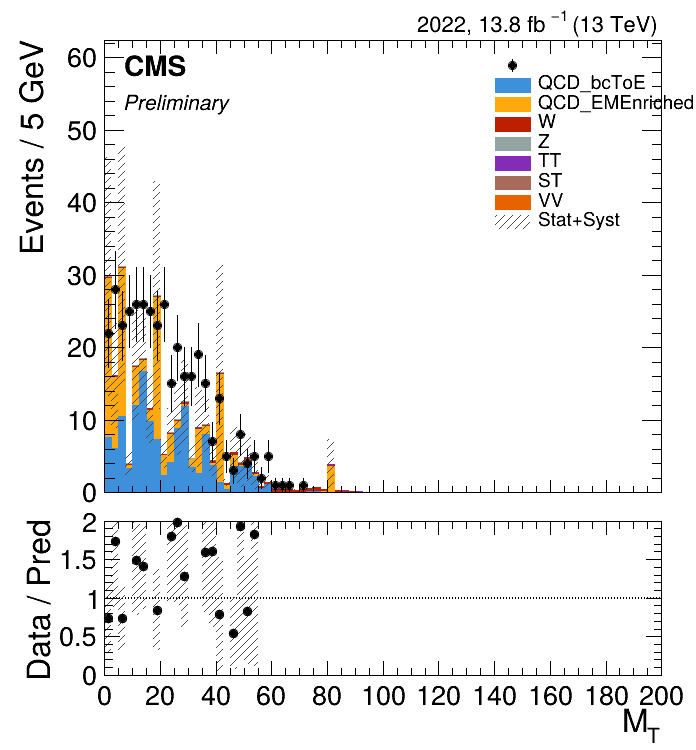 2022, 13.8 fb⁻¹ (13 TeV)
Events / 5 GeV
60
50
40
30
20
10
0
CMS
Preliminary
QCD_bcToE
QCD_EMEnriched
W
Z
TT
ST
VV
Stat+Syst
Data / Pred
2
1.5
1
0.5
0
0 20 40 60 80 100 120 140 160 180 200
M_T